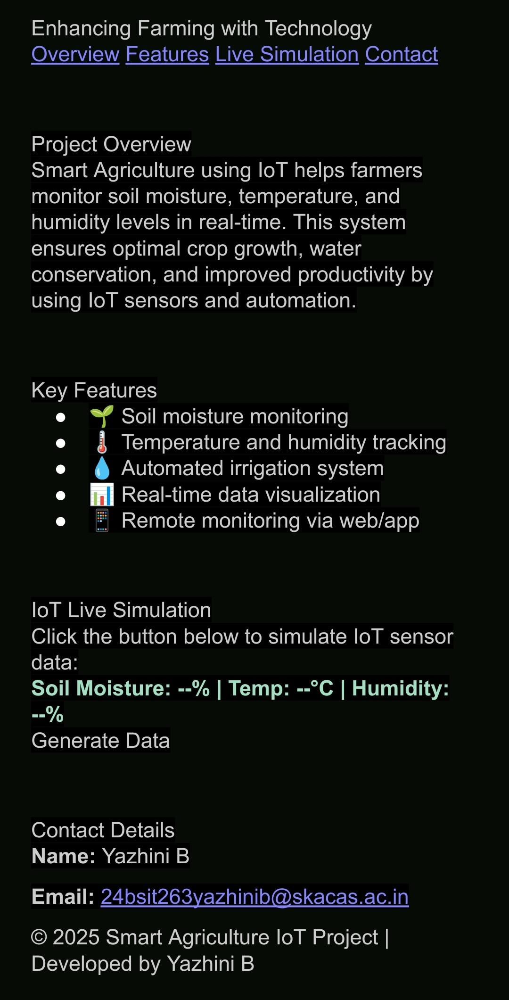 Enhancing Farming with Technology
Overview Features Live Simulation Contact
Project Overview
Smart Agriculture using IoT helps farmers
monitor soil moisture, temperature, and
humidity levels in real-time. This system
ensures optimal crop growth, water
conservation, and improved productivity by
using IoT sensors and automation.
Key Features
● 🌱 Soil moisture monitoring
● 🌡️ Temperature and humidity tracking
● 💧 Automated irrigation system
● 📊 Real-time data visualization
● 📱 Remote monitoring via web/app
IoT Live Simulation
Click the button below to simulate IoT sensor
data:
Soil Moisture: --% | Temp: --°C | Humidity:
--%
Generate Data
Contact Details
Name: Yazhini B
Email: 24bsit263yazhinib@skacas.ac.in
© 2025 Smart Agriculture IoT Project |
Developed by Yazhini B